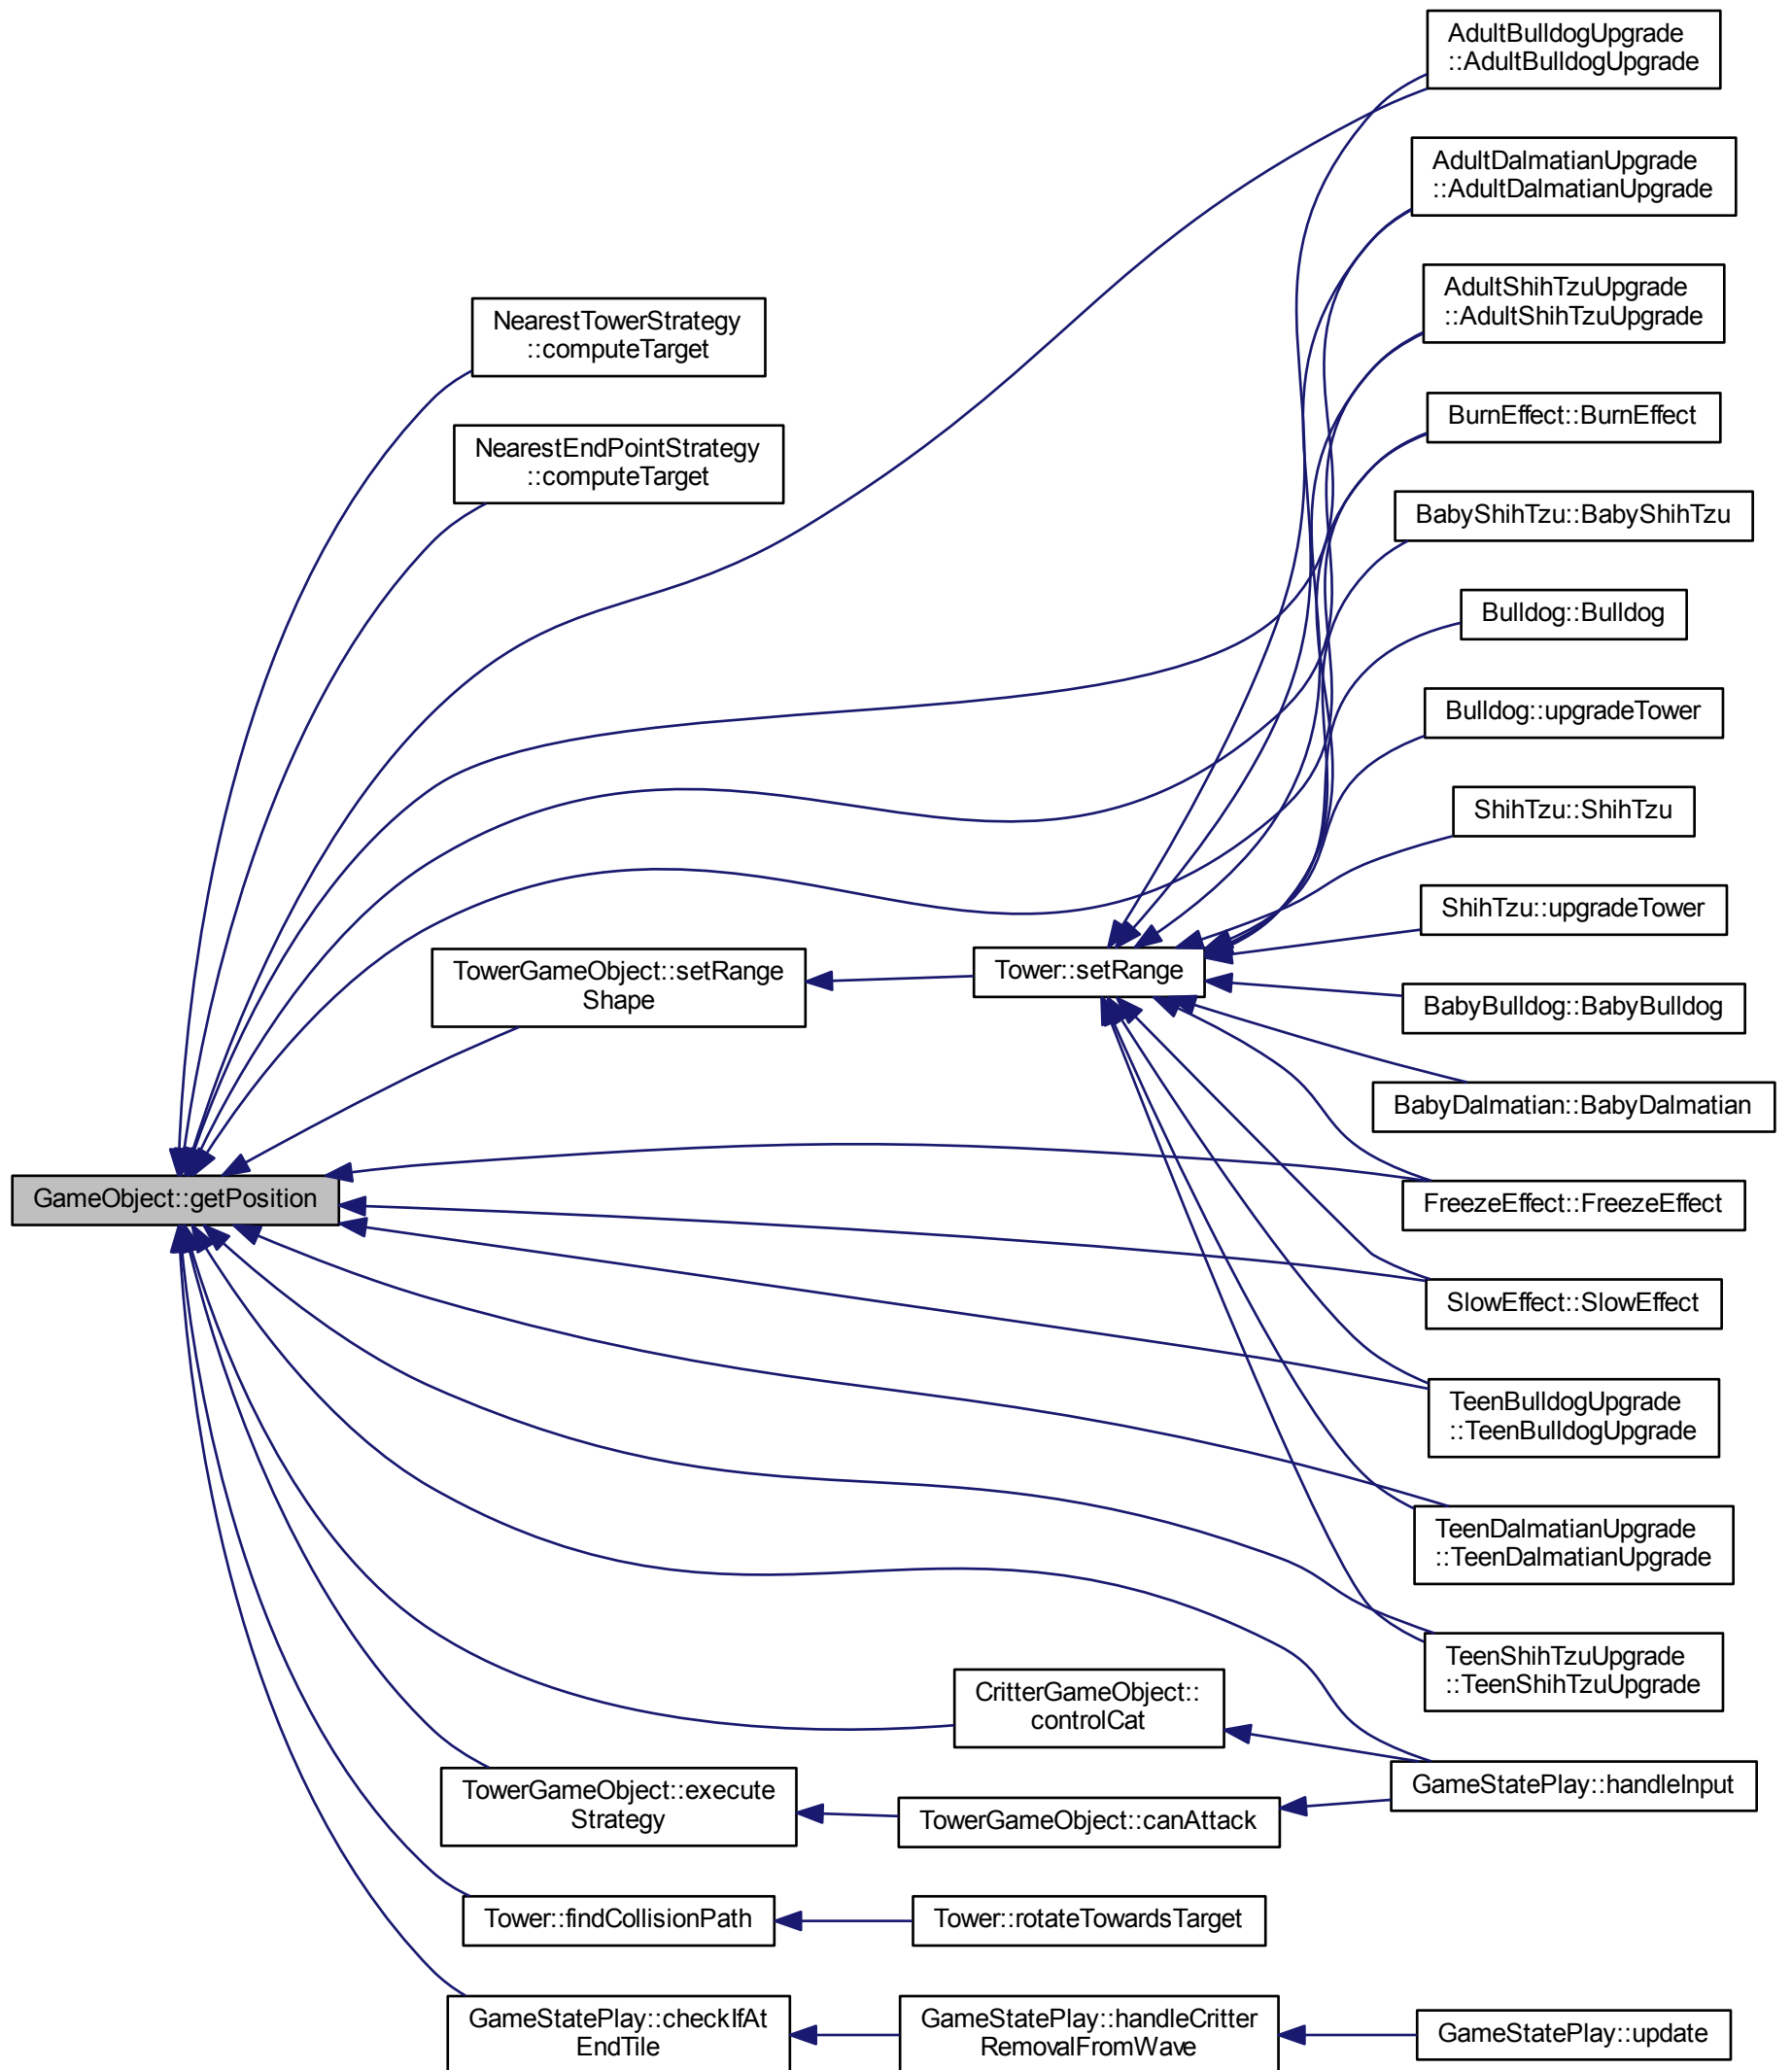 AdultBulldogUpgrade
::AdultBulldogUpgrade
AdultDalmatianUpgrade
::AdultDalmatianUpgrade
AdultShihTzuUpgrade
::AdultShihTzuUpgrade
NearestTowerStrategy
::computeTarget
BurnEffect::BurnEffect
NearestEndPointStrategy
::computeTarget
BabyShihTzu::BabyShihTzu
Bulldog::Bulldog
Bulldog::upgradeTower
ShihTzu::ShihTzu
ShihTzu::upgradeTower
TowerGameObject::setRange
Shape
Tower::setRange
BabyBulldog::BabyBulldog
BabyDalmatian::BabyDalmatian
GameObject::getPosition
FreezeEffect::FreezeEffect
SlowEffect::SlowEffect
TeenBulldogUpgrade
::TeenBulldogUpgrade
TeenDalmatianUpgrade
::TeenDalmatianUpgrade
TeenShihTzuUpgrade
::TeenShihTzuUpgrade
CritterGameObject::
controlCat
GameStatePlay::handleInput
TowerGameObject::execute
Strategy
TowerGameObject::canAttack
Tower::findCollisionPath
Tower::rotateTowardsTarget
GameStatePlay::checkIfAt
EndTile
GameStatePlay::handleCritter
RemovalFromWave
GameStatePlay::update